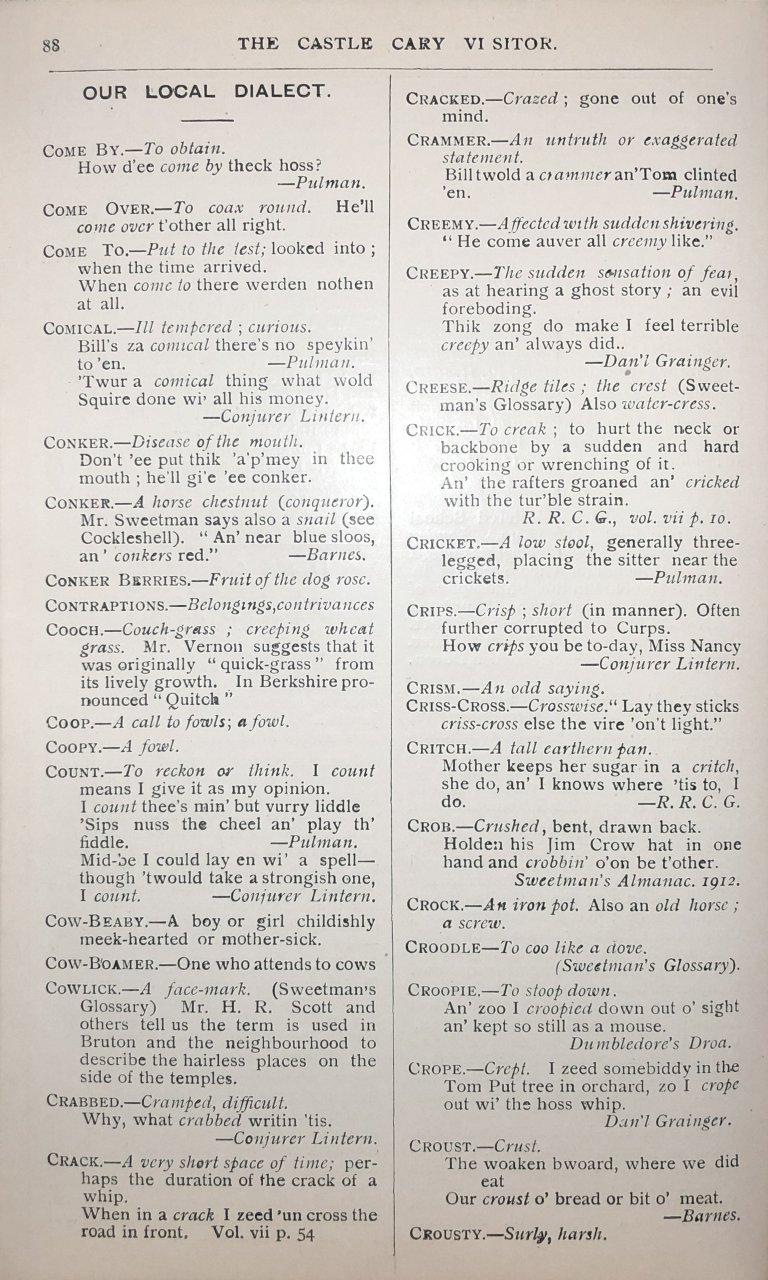 88
THE CASTLE CARY VISITOR.
OUR LOCAL DIALECT.
COME BY.—To obtain.
How d'ee come by theck hoss?
—Pulman.
COME OVER.—To coax round. He'll
come over t'other all right.
COME TO.—Put to the test; looked into ;
when the time arrived.
When come to there werden nothen
at all.
COMICAL.—Ill tempered ; curious.
Bill's za comical there's no speykin'
to 'en. —Pulman.
'Twur a comical thing what wold
Squire done wi' all his money.
—Conjurer Lintern.
CONKER.—Disease of the mouth.
Don't 'ee put thik 'a'p'mey in thee
mouth ; he'll gi'e 'ee conker.
CONKER.—A horse chestnut (conqueror).
Mr. Sweetman says also a snail (see
Cockleshell). “ An' near blue sloos,
an ' conkers red.” —Barnes.
CONKER BERRIES.—Fruit of the dog rose.
CONTRAPTIONS.—Belongings,contrivances
COOCH.—Couch-grass ; creeping wheat
grass. Mr. Vernon suggests that it
was originally “ quick-grass ” from
its lively growth. In Berkshire pro-
nounced “ Quitch ”
COOP.—A call to fowls; a fowl.
COOPY.—A fowl.
COUNT.—To reckon or think. I count
means I give it as my opinion.
I count thee's min' but vurry liddle
'Sips nuss the cheel an' play th'
fiddle. —Pulman.
Mid-be I could lay en wi' a spell—
though 'twould take a strongish one,
I count. —Conjurer Lintern.
COW-BEABY.—A boy or girl childishly
meek-hearted or mother-sick.
COW-BOAMER.—One who attends to cows
COWLICK.—A face-mark. (Sweetman's
Glossary) Mr. H. R. Scott and
others tell us the term is used in
Bruton and the neighbourhood to
describe the hairless places on the
side of the temples.
CRABBED.—Cramped, difficult.
Why, what crabbed writin 'tis.
—Conjurer Lintern.
CRACK.—A very short space of time; per-
haps the duration of the crack of a
whip.
When in a crack I zeed 'un cross the
road in front. Vol. vii p. 54
CRACKED.—Crazed ; gone out of one's
mind.
CRAMMER.—An untruth or exaggerated
statement.
Bill twold a crammer an'Tom clinted
'en. —Pulman.
CREEMY.—Affected with sudden shivering.
“ He come auver all creemy like.”
CREEPY.—The sudden sensation of fear,
as at hearing a ghost story ; an evil
foreboding.
Thik zong do make I feel terrible
creepy an' always did..
—Dan'l Grainger.
CREESE.—Ridge tiles ; the crest (Sweet-
man's Glossary) Also water-cress.
CRICK.—To creak ; to hurt the neck or
backbone by a sudden and hard
crooking or wrenching of it.
An' the rafters groaned an' cricked
with the tur'ble strain.
R. R. C. G., vol. vii p. 10.
CRICKET.—A low stool, generally three-
legged, placing the sitter near the
crickets. —Pulman.
CRIPS.—Crisp ; short (in manner). Often
further corrupted to Curps.
How crips you be to-day, Miss Nancy
—Conjurer Lintern.
CRISM.—An odd saying.
CRISS-CROSS.—Crosswise.“ Lay they sticks
criss-cross else the vire 'on't light.”
CRITCH.—A tall earthern pan.
Mother keeps her sugar in a critch,
she do, an' I knows where 'tis to, I
do. —R. R. C. G.
CROB.—Crushed, bent, drawn back.
Holden his Jim Crow hat in one
hand and crobbin' o'on be t'other.
Sweetman's Almanac. 1912.
CROCK.—An iron pot. Also an old horse ;
a screw.
CROODLE—To coo like a dove.
(Sweetman's Glossary).
CROOPIE.—To stoop down.
An' zoo I croopied down out o' sight
an' kept so still as a mouse.
Dumbledore's Droa.
CROPE.—Crept. I zeed somebiddy in the
Tom Put tree in orchard, zo I crope
out wi' the hoss whip.
Dan'l Grainger.
CROUST.—Crust.
The woaken bwoard, where we did
eat
Our croust o' bread or bit o' meat.
—Barnes.
CROUSTY.—Surly, harsh.